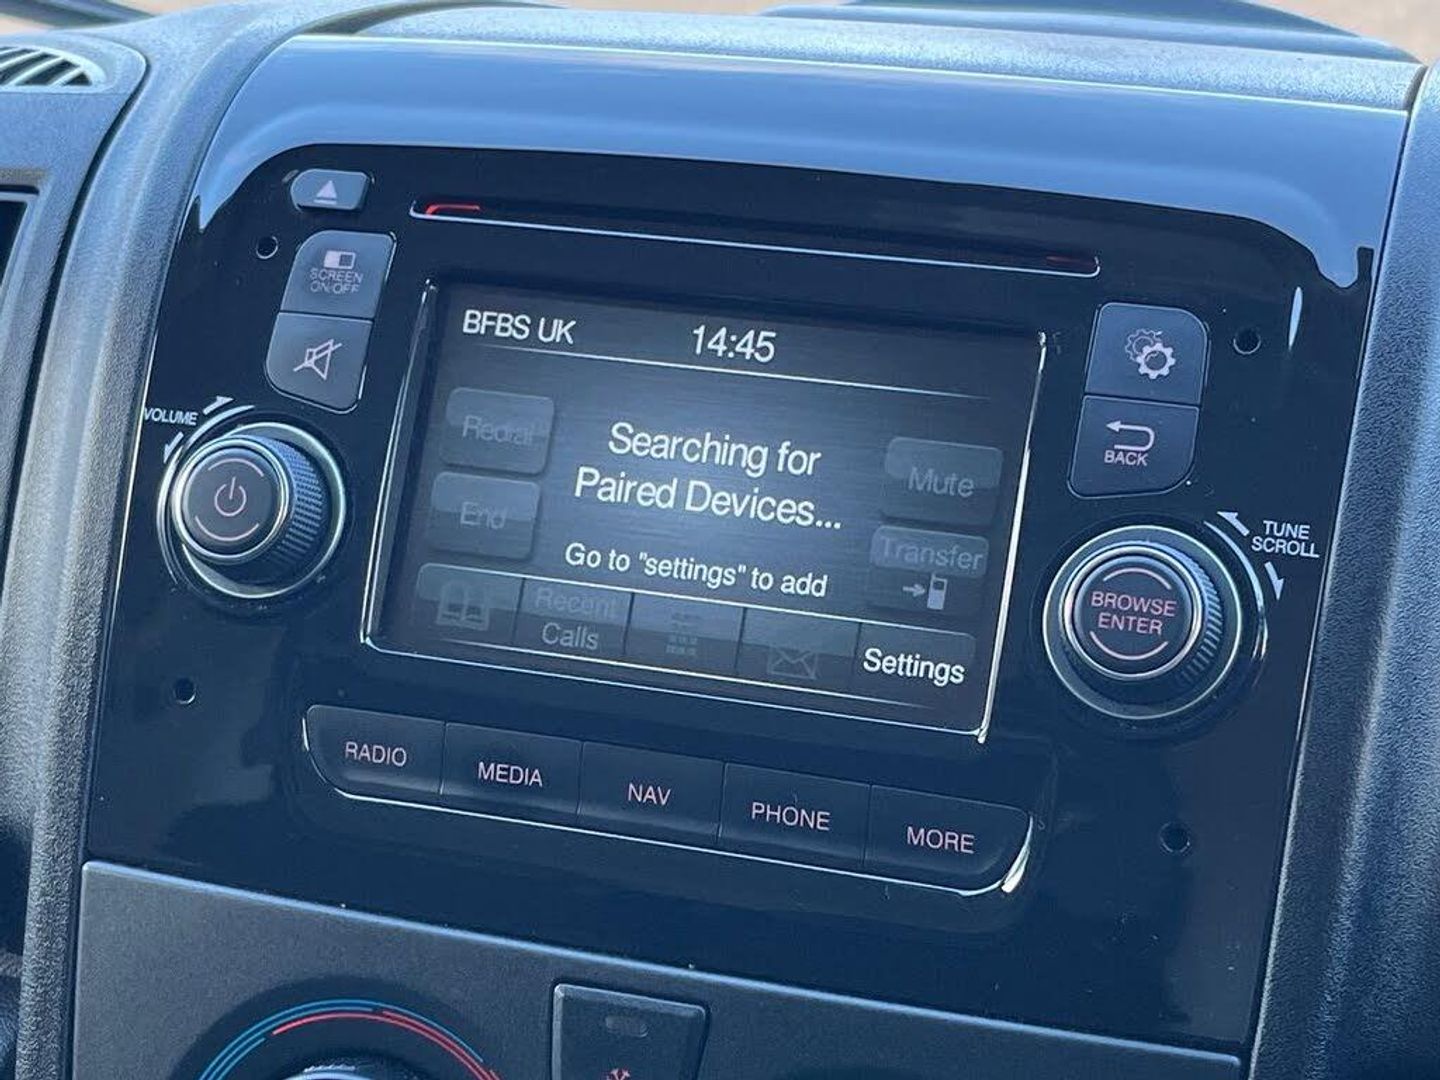 SCREEN
ON/OFF
VOLUME
BFBS UK
14:45
Redial
Searching for
Paired Devices...
Mute
End
Go to "settings" to add
Transfer
Recent
Calls
Settings
BACK
TUNE
SCROLL
BROWSE
ENTER
RADIO
MEDIA
NAV
PHONE
MORE